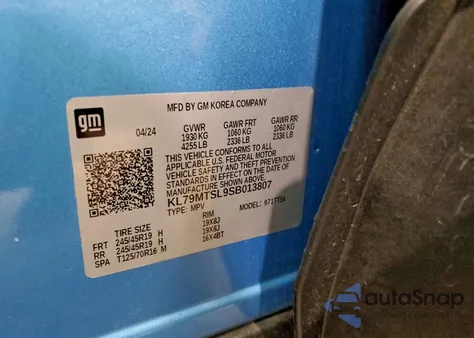 gm
MFD BY GM KOREA COMPANY
04/24 GVWR GAWR FRT GAWR RR
1930 KG 1060 KG 1060 KG
4255 LB 2336 LB 2336 LB
THIS VEHICLE CONFORMS TO ALL
APPLICABLE U.S. FEDERAL MOTOR
VEHICLE SAFETY AND THEFT PREVENTION
STANDARDS IN EFFECT ON THE DATE OF
MANUFACTURE SHOWN ABOVE.
KL79MTSL9SB013807
TYPE: MPV MODEL:
TIRE SIZE RIM
FRT 245/45R19 H 19X8J
RR 245/45R19 H 19X8J
SPA T125/70R16 M 16X4BT
autoSnap